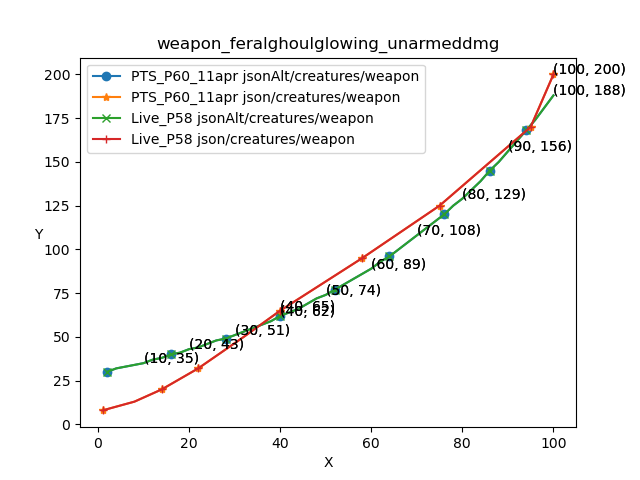 weapon_feralghoulglowing_unarmeddmg
PTS_P60_11apr jsonAlt/creatures/weapon
PTS_P60_11apr json/creatures/weapon
Live_P58 jsonAlt/creatures/weapon
Live_P58 json/creatures/weapon
(100, 200)
(100, 188)
(90, 156)
(80, 129)
(70, 108)
(60, 89)
(50, 74)
(40, 65)
(40, 62)
(30, 51)
(20, 43)
(10, 35)
200
175
150
125
100
75
50
25
0
Y
0 20 40 60 80 100
X